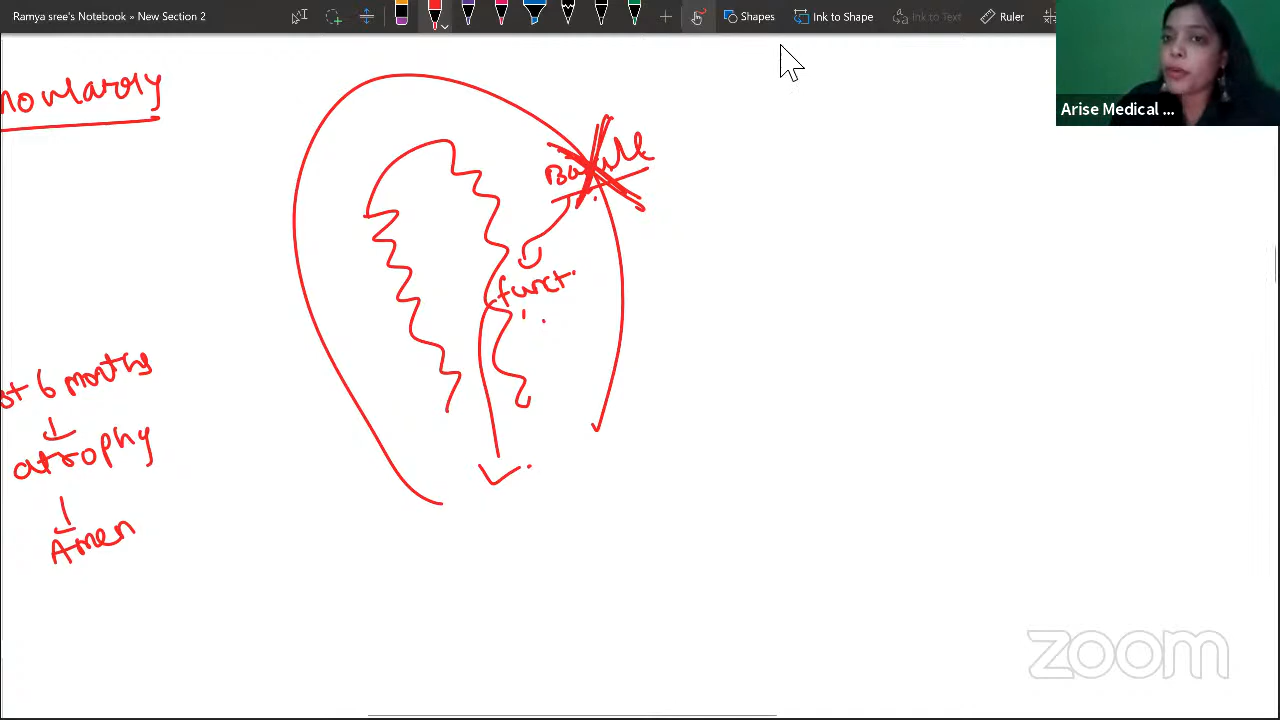 Ramya sree's Notebook » New Section 2
Shapes
Ink to Shape
Ink to Text
Ruler
Arise Medical ...
funct.
st 6 months
atrophy
Amen
zoom